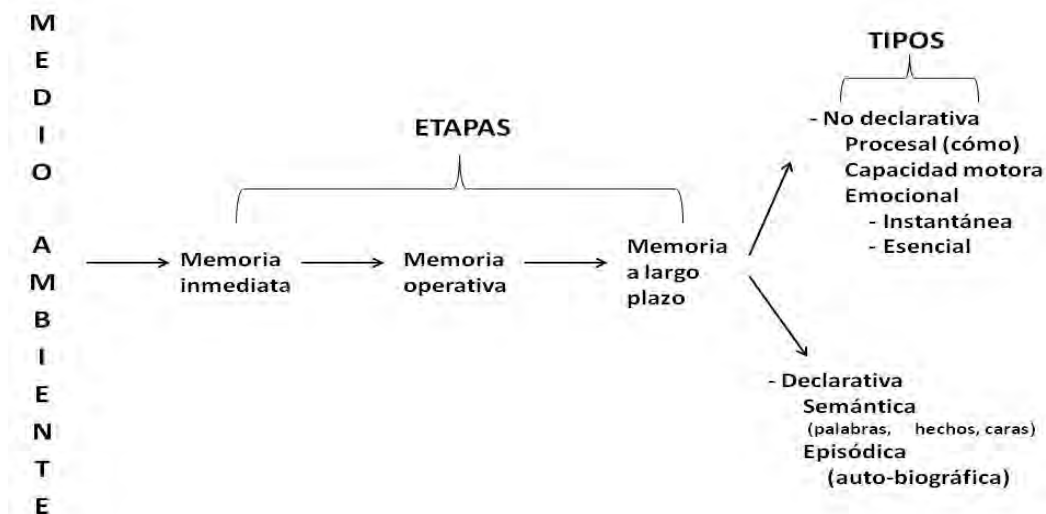 M
E
D
I
O
A
M
B
I
E
N
T
E
ETAPAS
Memoria
inmediata
Memoria
operativa
Memoria
a largo
plazo
TIPOS
- No declarativa
Procesal (cómo)
Capacidad motora
Emocional
- Instantánea
- Esencial
- Declarativa
Semántica
(palabras, hechos, caras)
Episódica
(auto-biográfica)